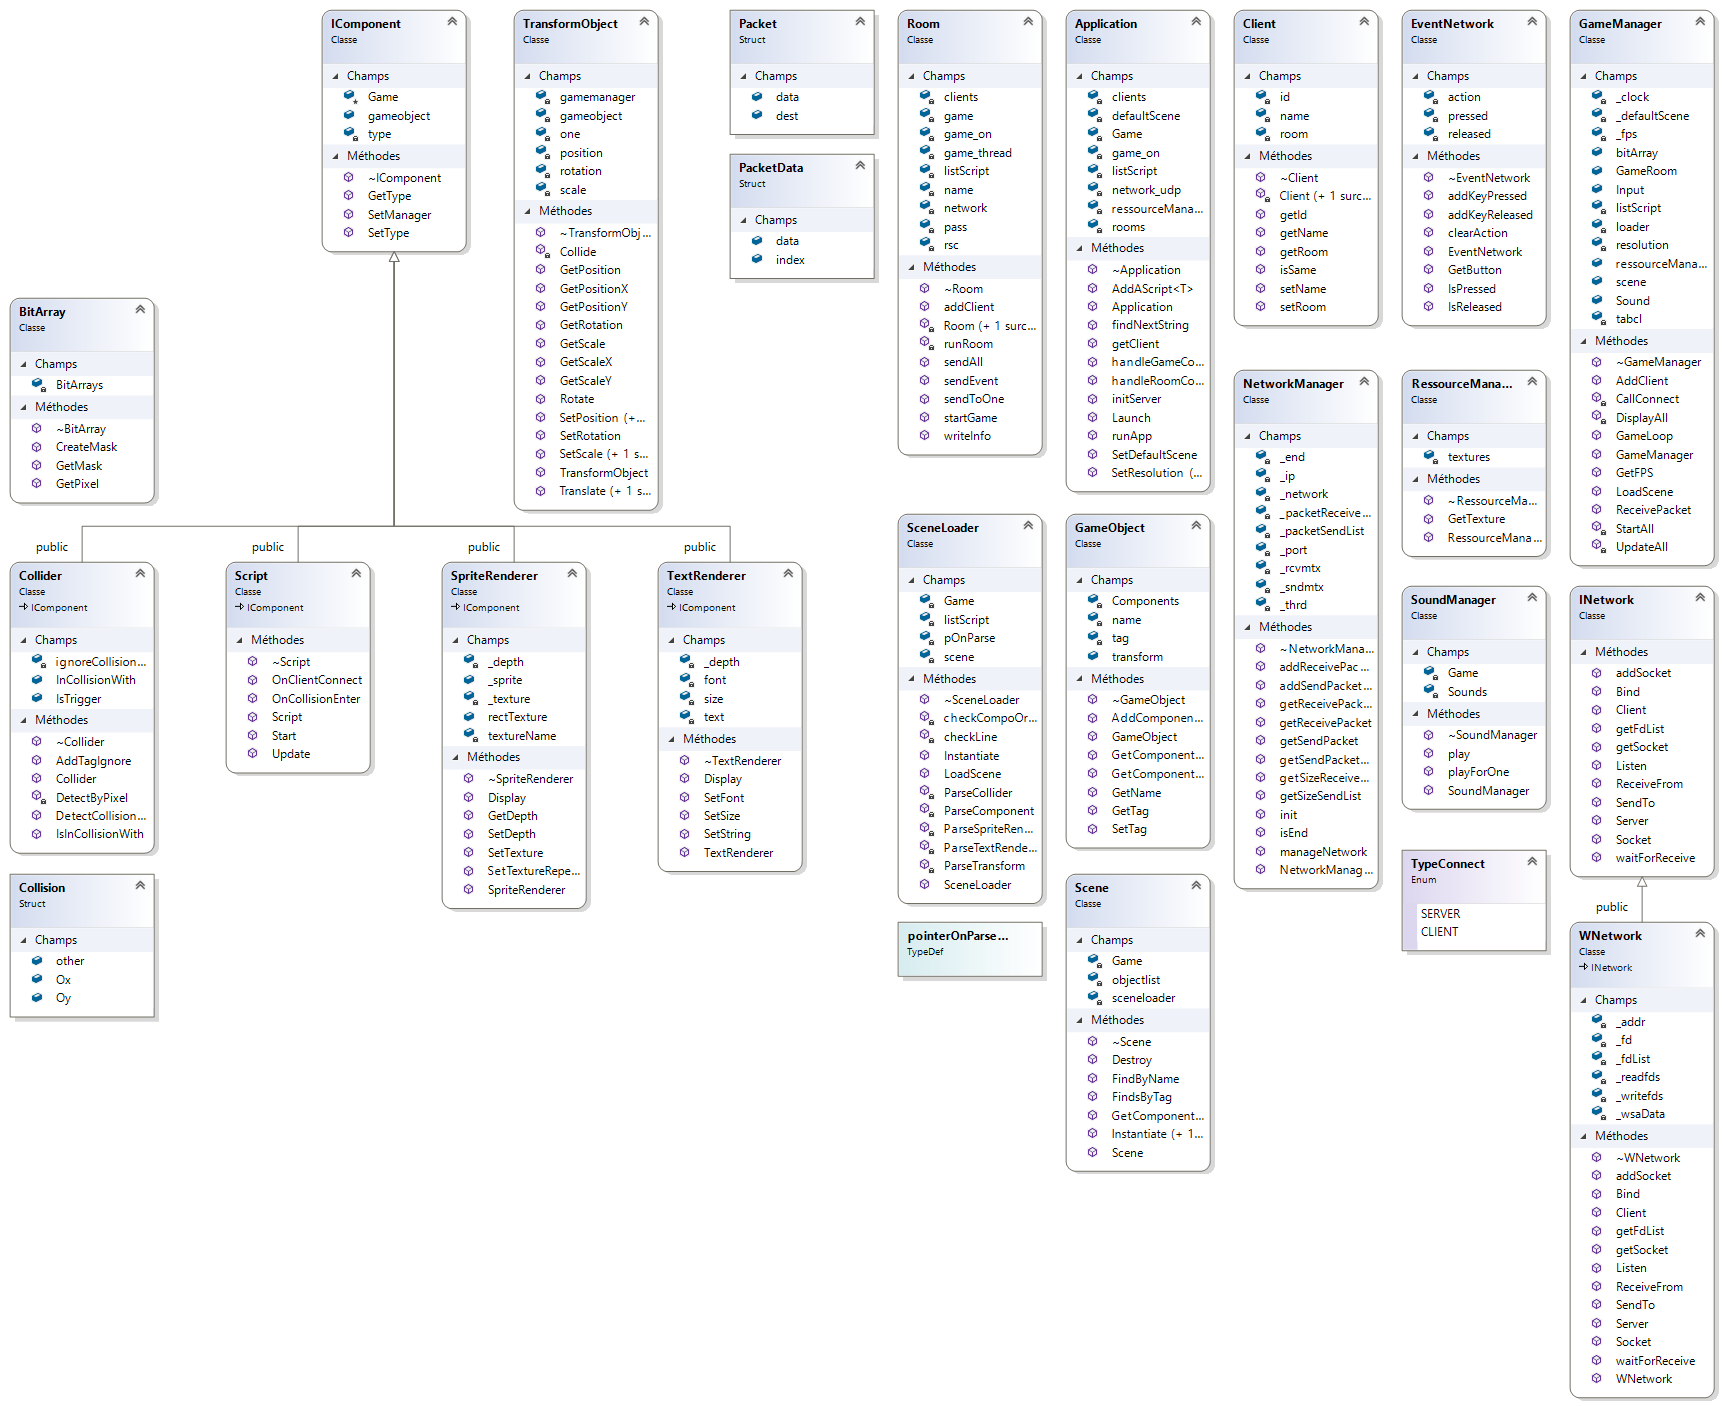 IComponent
Classe
Champs
Game
gameobject
type
Méthodes
~IComponent
GetType
SetManager
SetType
TransformObject
Classe
Champs
gamemanager
gameobject
one
position
rotation
scale
Méthodes
~TransformObj...
Collide
GetPosition
GetPositionX
GetPositionY
GetRotation
GetScale
GetScaleX
GetScaleY
Rotate
SetPosition (+...
SetRotation
SetScale (+ 1 s...
TransformObject
Translate (+ 1 s...
Packet
Struct
Champs
data
dest
PacketData
Struct
Champs
data
index
Room
Classe
Champs
clients
game
game_on
game_thread
listScript
name
network
pass
rsc
Méthodes
~Room
addClient
Room (+ 1 surc...
runRoom
sendAll
sendEvent
sendToOne
startGame
writeInfo
Application
Classe
Champs
clients
defaultScene
Game
game_on
listScript
network_udp
ressourceMana...
rooms
Méthodes
~Application
AddAScript<T>
Application
findNextString
getClient
handleGameCo...
handleRoomCo...
initServer
Launch
runApp
SetDefaultScene
SetResolution (...
Client
Classe
Champs
id
name
room
Méthodes
~Client
Client (+ 1 surc...
getId
getName
getRoom
isSame
setName
setRoom
EventNetwork
Classe
Champs
action
pressed
released
Méthodes
~EventNetwork
addKeyPressed
addKeyReleased
clearAction
EventNetwork
GetButton
IsPressed
IsReleased
GameManager
Classe
Champs
_clock
_defaultScene
_fps
bitArray
GameRoom
Input
listScript
loader
resolution
ressourceMana...
scene
Sound
tabcl
Méthodes
~GameManager
AddClient
CallConnect
DisplayAll
GameLoop
GameManager
GetFPS
LoadScene
ReceivePacket
StartAll
UpdateAll
BitArray
Classe
Champs
BitArrays
Méthodes
~BitArray
CreateMask
GetMask
GetPixel
NetworkManager
Classe
Champs
_end
_ip
_network
_packetReceive...
_packetSendList
_port
_rcvmtx
_sndmtx
_thrd
Méthodes
~NetworkMana...
addReceivePac...
addSendPacket...
getReceivePack...
getReceivePacket
getSendPacket
getSendPacket...
getSizeReceive...
getSizeSendList
init
isEnd
manageNetwork
NetworkManag...
RessourceMana...
Classe
Champs
textures
Méthodes
~RessourceMa...
GetTexture
RessourceMana...
public
public
public
public
Collider
Classe
IComponent
Champs
ignoreCollision...
InCollisionWith
IsTrigger
Méthodes
~Collider
AddTagIgnore
Collider
DetectByPixel
DetectCollision...
IsInCollisionWith
Script
Classe
IComponent
Méthodes
~Script
OnClientConnect
OnCollisionEnter
Script
Start
Update
SpriteRenderer
Classe
IComponent
Champs
_depth
_sprite
_texture
rectTexture
textureName
Méthodes
~SpriteRenderer
Display
GetDepth
SetDepth
SetTexture
SetTextureRepe...
SpriteRenderer
TextRenderer
Classe
IComponent
Champs
_depth
font
size
text
Méthodes
~TextRenderer
Display
SetFont
SetSize
SetString
TextRenderer
SceneLoader
Classe
Champs
Game
listScript
pOnParse
scene
Méthodes
~SceneLoader
checkCompoOr...
checkLine
Instantiate
LoadScene
ParseCollider
ParseComponent
ParseSpriteRen...
ParseTextRende...
ParseTransform
SceneLoader
GameObject
Classe
Champs
Components
name
tag
transform
Méthodes
~GameObject
AddComponen...
GameObject
GetComponent...
GetComponent...
GetName
GetTag
SetTag
SoundManager
Classe
Champs
Game
Sounds
Méthodes
~SoundManager
play
playForOne
SoundManager
INetwork
Classe
Méthodes
addSocket
Bind
Client
getFdList
getSocket
Listen
ReceiveFrom
SendTo
Server
Socket
waitForReceive
Collision
Struct
Champs
other
Ox
Oy
pointerOnParse...
TypeDef
Scene
Classe
Champs
Game
objectlist
sceneloader
Méthodes
~Scene
Destroy
FindByName
FindsByTag
GetComponent...
Instantiate (+ 1...
Scene
TypeConnect
Enum
SERVER
CLIENT
public
WNetwork
Classe
INetwork
Champs
_addr
_fd
_fdList
_readfds
_writefds
_wsaData
Méthodes
~WNetwork
addSocket
Bind
Client
getFdList
getSocket
Listen
ReceiveFrom
SendTo
Server
Socket
waitForReceive
WNetwork